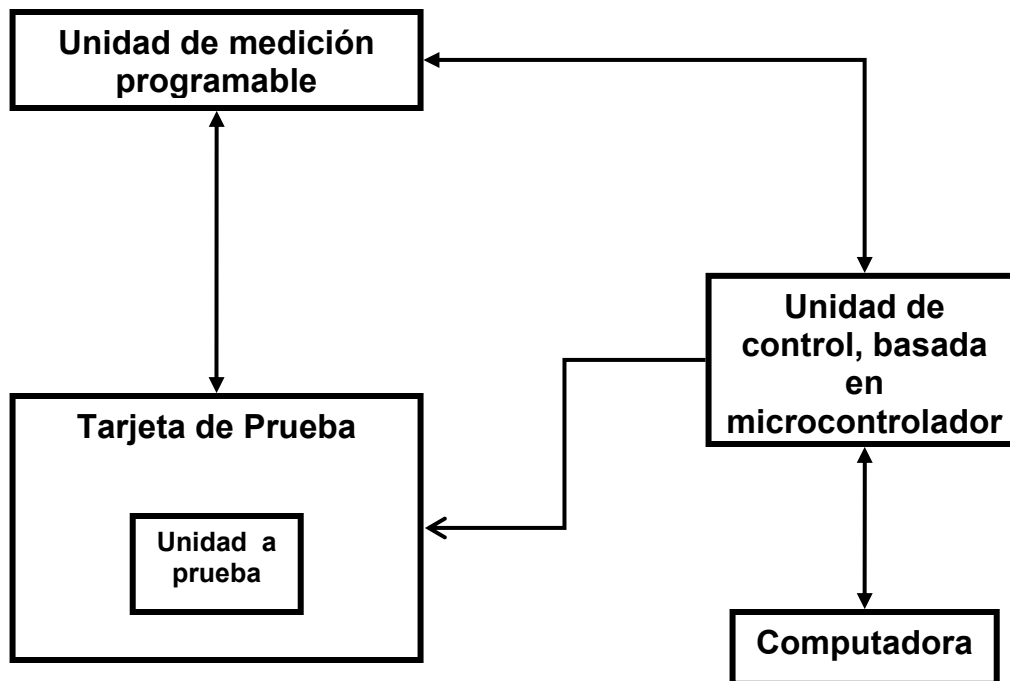 Unidad de medición
programable
Unidad de
control, basada
en
microcontrolador
Tarjeta de Prueba
Unidad a
prueba
Computadora